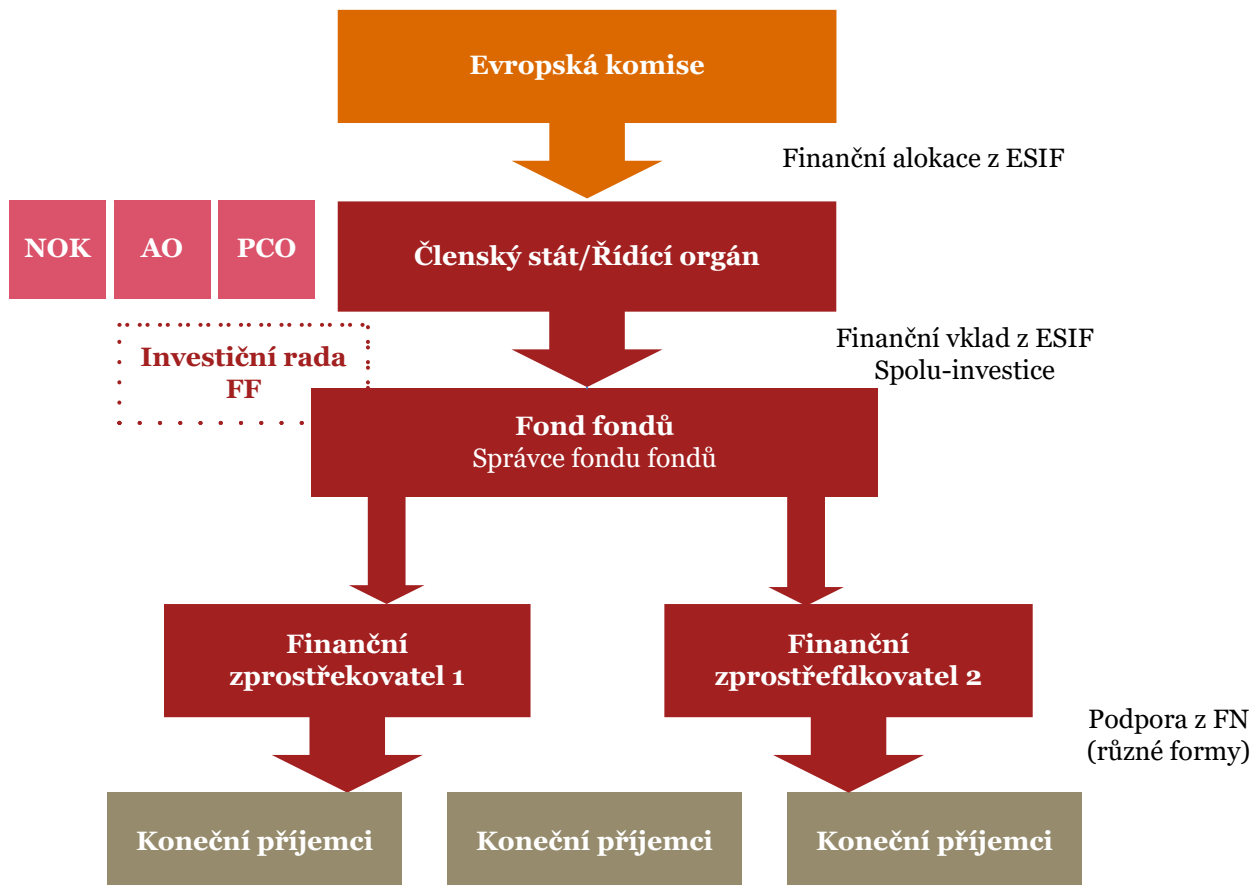 Evropská komise
Finanční alokace z ESIF
NOK
AO
PCO
Členský stát/Řídící orgán
Finanční vklad z ESIF
Spolu-investice
Investiční rada
FF
Fond fondů
Správce fondu fondů
Finanční
zprostřekovatel 1
Finanční
zprostřefdkovatel 2
Podpora z FN
(různé formy)
Koneční příjemci
Koneční příjemci
Koneční příjemci